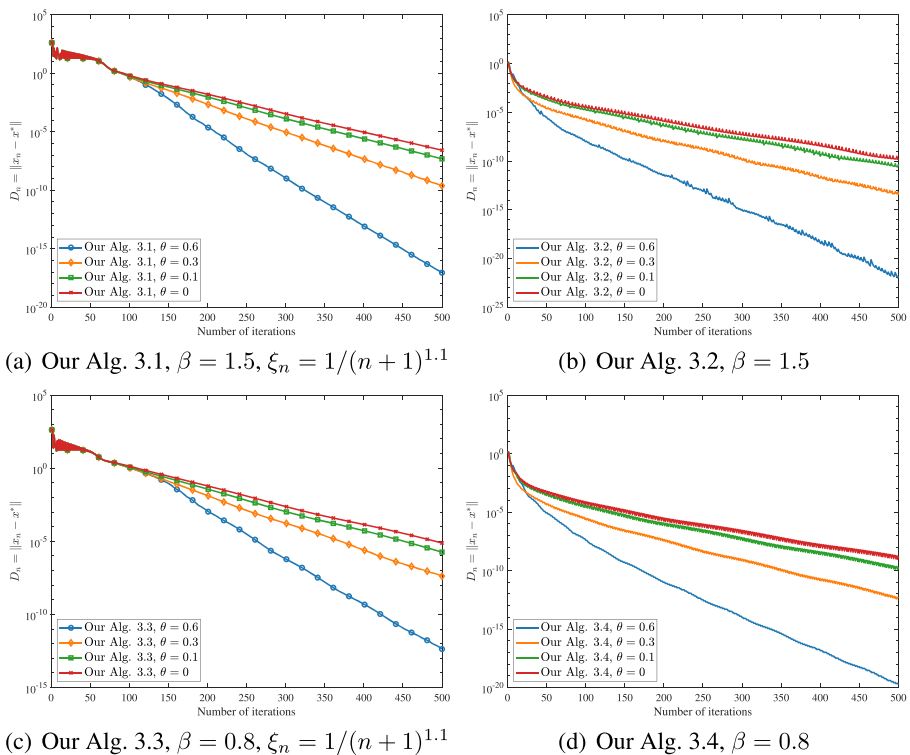 10^5
10^0
10^{-5}
10^{-10}
10^{-15}
10^{-20}
D_n = ‖x_n − x*‖
Our Alg. 3.1, θ = 0.6
Our Alg. 3.1, θ = 0.3
Our Alg. 3.1, θ = 0.1
Our Alg. 3.1, θ = 0
0 50 100 150 200 250 300 350 400 450 500
Number of iterations
(a) Our Alg. 3.1, β = 1.5, ξ_n = 1/(n + 1)^{1.1}
10^5
10^0
10^{-5}
10^{-10}
10^{-15}
10^{-20}
10^{-25}
D_n = ‖x_n − x*‖
Our Alg. 3.2, θ = 0.6
Our Alg. 3.2, θ = 0.3
Our Alg. 3.2, θ = 0.1
Our Alg. 3.2, θ = 0
0 50 100 150 200 250 300 350 400 450 500
Number of iterations
(b) Our Alg. 3.2, β = 1.5
10^5
10^0
10^{-5}
10^{-10}
10^{-15}
D_n = ‖x_n − x*‖
Our Alg. 3.3, θ = 0.6
Our Alg. 3.3, θ = 0.3
Our Alg. 3.3, θ = 0.1
Our Alg. 3.3, θ = 0
0 50 100 150 200 250 300 350 400 450 500
Number of iterations
(c) Our Alg. 3.3, β = 0.8, ξ_n = 1/(n + 1)^{1.1}
10^5
10^0
10^{-5}
10^{-10}
10^{-15}
10^{-20}
D_n = ‖x_n − x*‖
Our Alg. 3.4, θ = 0.6
Our Alg. 3.4, θ = 0.3
Our Alg. 3.4, θ = 0.1
Our Alg. 3.4, θ = 0
0 50 100 150 200 250 300 350 400 450 500
Number of iterations
(d) Our Alg. 3.4, β = 0.8